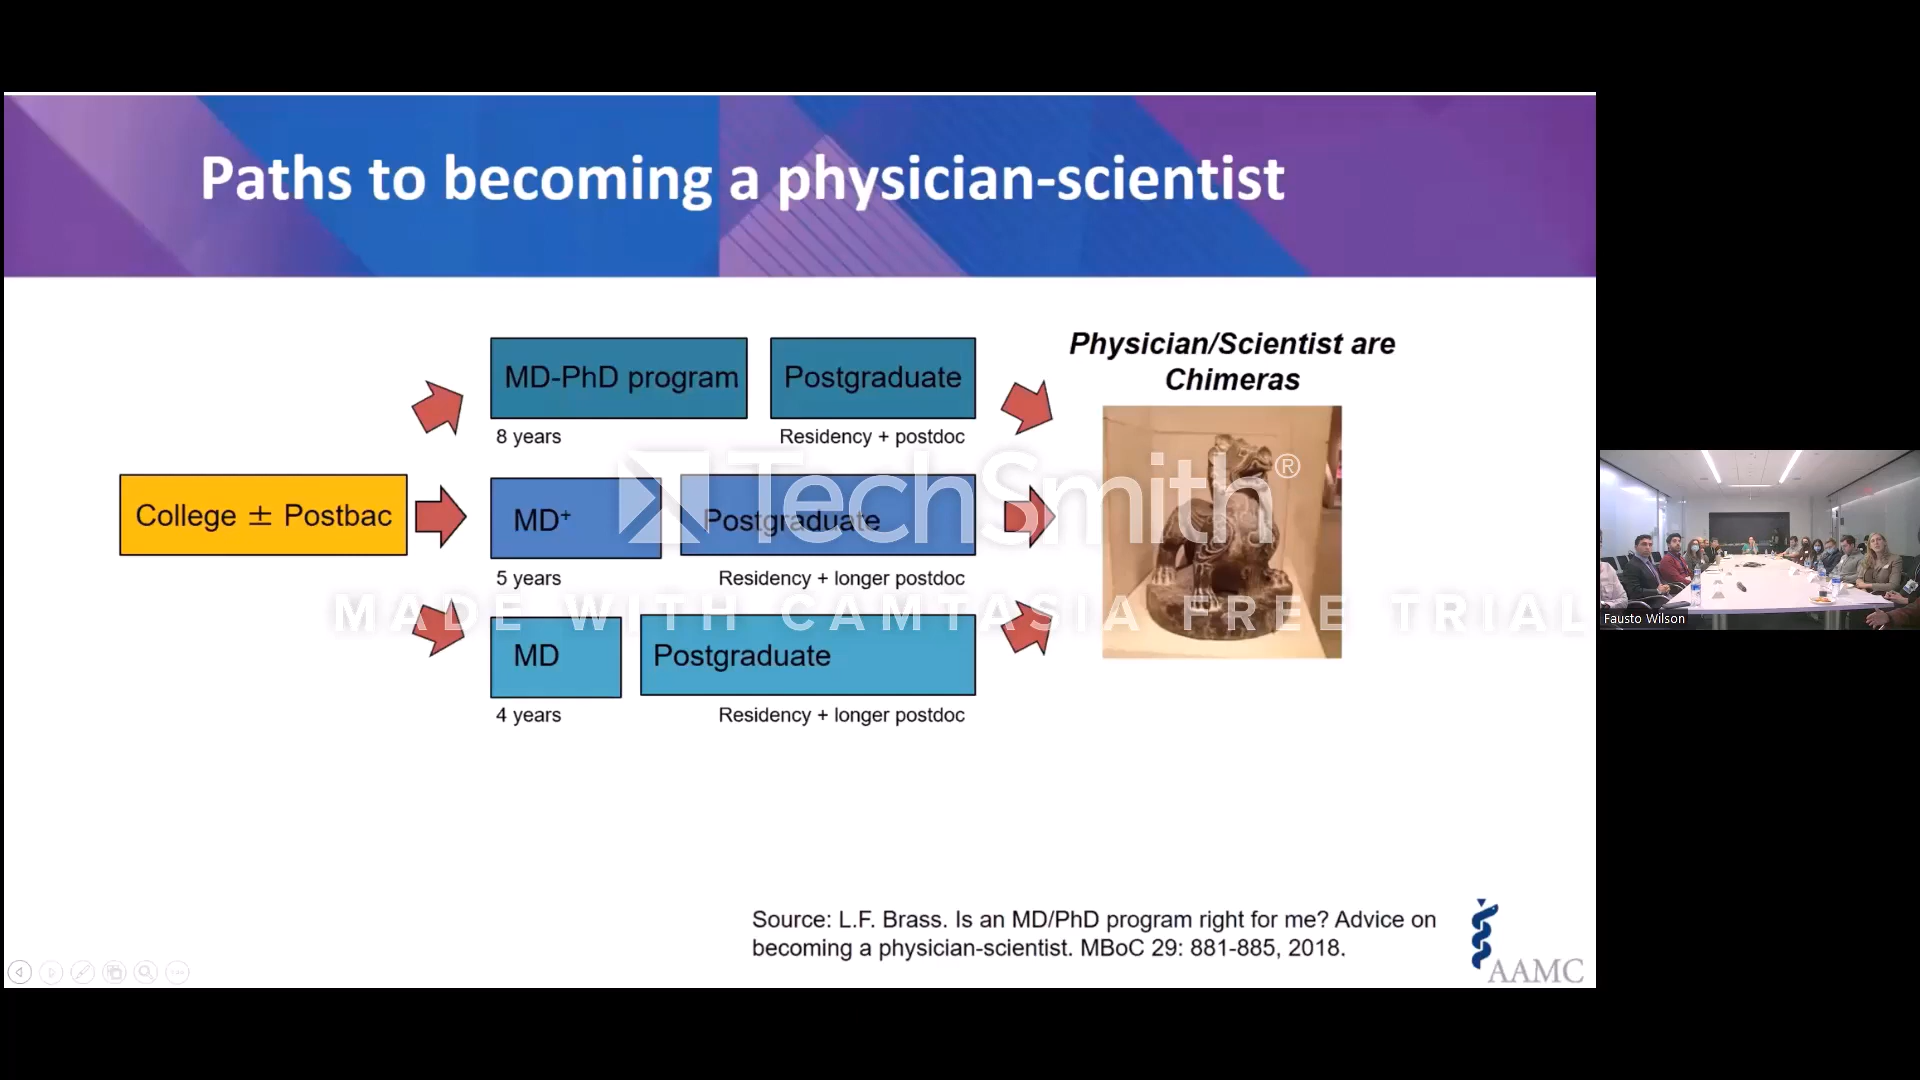 Paths to becoming a physician-scientist
Physician/Scientist are
Chimeras
MD-PhD program
Postgraduate
8 years
Residency + postdoc
College ± Postbac
MD⁺
Postgraduate
5 years
Residency + longer postdoc
MD
Postgraduate
4 years
Residency + longer postdoc
TechSmith®
MADE WITH CAMTASIA FREE TRIAL
Fausto Wilson
Source: L.F. Brass. Is an MD/PhD program right for me? Advice on
becoming a physician-scientist. MBoC 29: 881-885, 2018.
AAMC